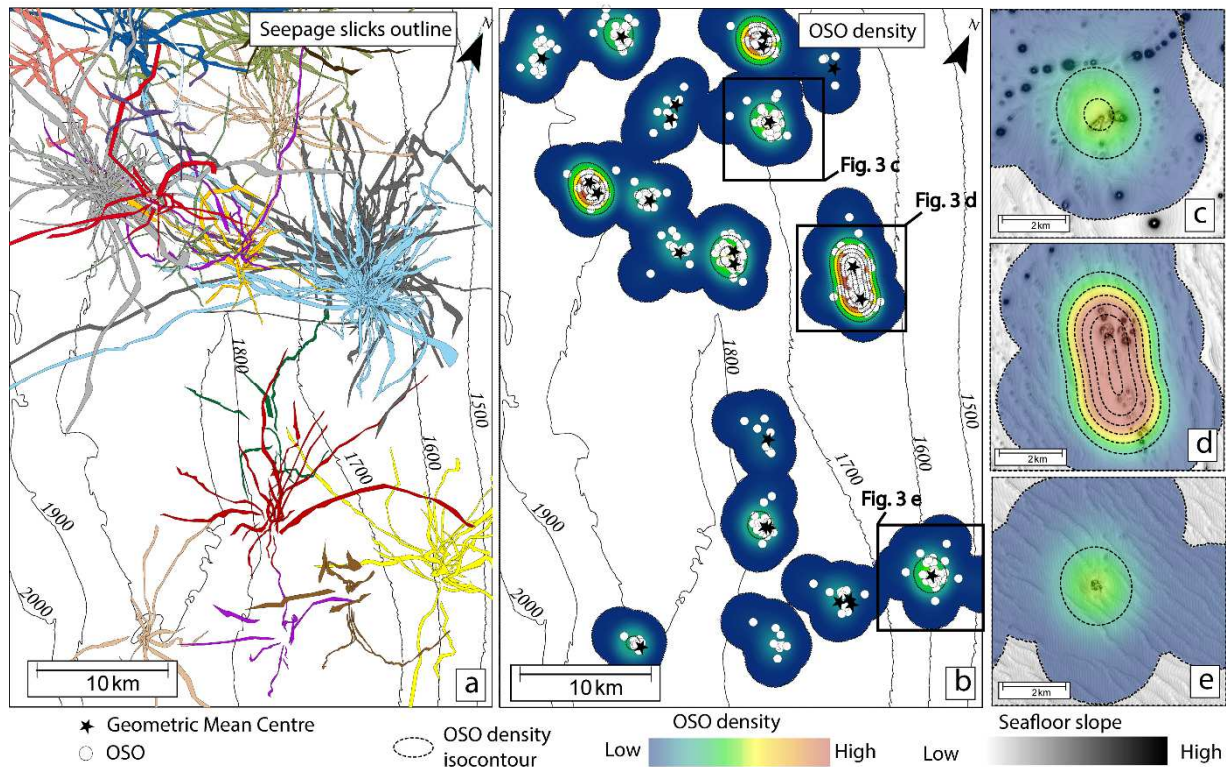 Seepage slicks outline
N
1800
1500
1600
1700
1900
2000
10 km
a
OSO density
N
Fig. 3 c
Fig. 3 d
1800
1500
1600
1700
Fig. 3 e
1900
2000
10 km
b
2km
c
2km
d
2km
e
Geometric Mean Centre
OSO
OSO density
isocontour
OSO density
Low
High
Seafloor slope
Low
High